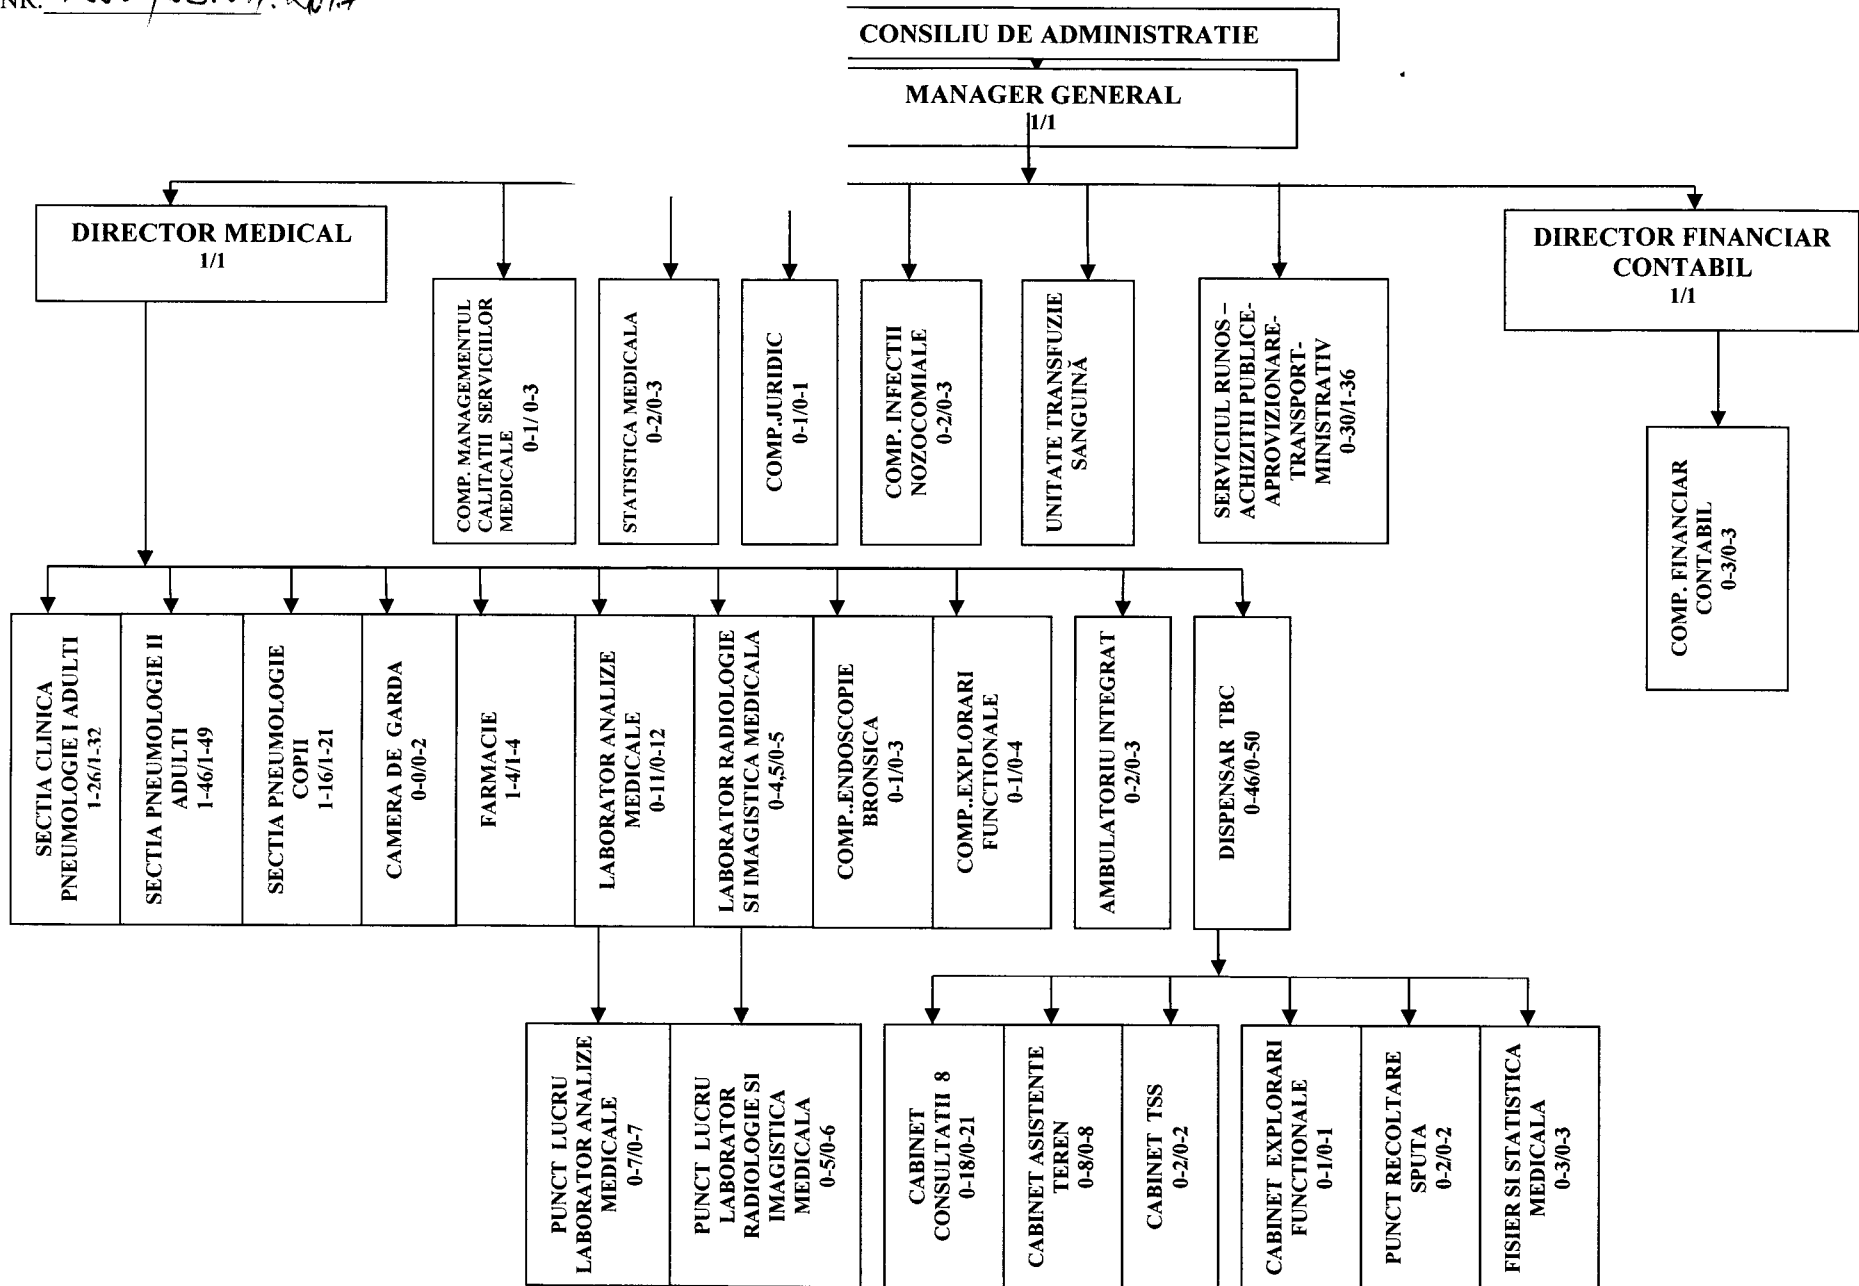 NR.
CONSILIU DE ADMINISTRATIE
MANAGER GENERAL
1/1
DIRECTOR MEDICAL
1/1
DIRECTOR FINANCIAR
CONTABIL
1/1
COMP. MANAGEMENTUL
CALITATII SERVICIILOR
MEDICALE
0-1/ 0-3
STATISTICA MEDICALA
0-2/0-3
COMP.JURIDIC
0-1/0-1
COMP. INFECTII
NOZOCOMIALE
0-2/0-3
UNITATE TRANSFUZIE
SANGUINĂ
SERVICIUL RUNOS –
ACHIZITII PUBLICE-
APROVIZIONARE-
TRANSPORT-
MINISTRATIV
0-30/1-36
COMP. FINANCIAR
CONTABIL
0-3/0-3
SECTIA CLINICA
PNEUMOLOGIE I ADULTI
1-26/1-32
SECTIA PNEUMOLOGIE II
ADULTI
1-46/1-49
SECTIA PNEUMOLOGIE
COPII
1-16/1-21
CAMERA DE GARDA
0-0/0-2
FARMACIE
1-4/1-4
LABORATOR ANALIZE
MEDICALE
0-11/0-12
LABORATOR RADIOLOGIE
SI IMAGISTICA MEDICALA
0-4,5/0-5
COMP..ENDOSCOPIE
BRONSICA
0-1/0-3
COMP..EXPLORARI
FUNCTIONALE
0-1/0-4
AMBULATORIU INTEGRAT
0-2/0-3
DISPENSAR TBC
0-46/0-50
PUNCT LUCRU
LABORATOR ANALIZE
MEDICALE
0-7/0-7
PUNCT LUCRU
LABORATOR
RADIOLOGIE SI
IMAGISTICA
MEDICALA
0-5/0-6
CABINET
CONSULTATII 8
0-18/0-21
CABINET ASISTENTE
TEREN
0-8/0-8
CABINET TSS
0-2/0-2
CABINET EXPLORARI
FUNCTIONALE
0-1/0-1
PUNCT RECOLTARE
SPUTA
0-2/0-2
FISIER SI STATISTICA
MEDICALA
0-3/0-3